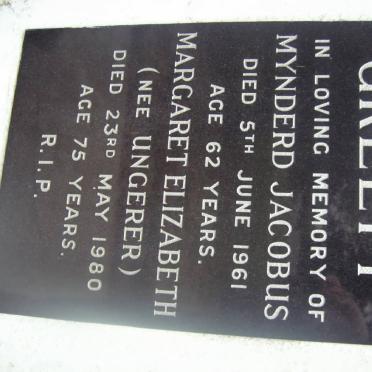 IN LOVING MEMORY OF
MYNDERD JACOBUS
DIED 5TH JUNE 1961
AGE 62 YEARS.
MARGARET ELIZABETH
(NEE UNGERER)
DIED 23RD MAY 1980
AGE 75 YEARS.
R.I.P.